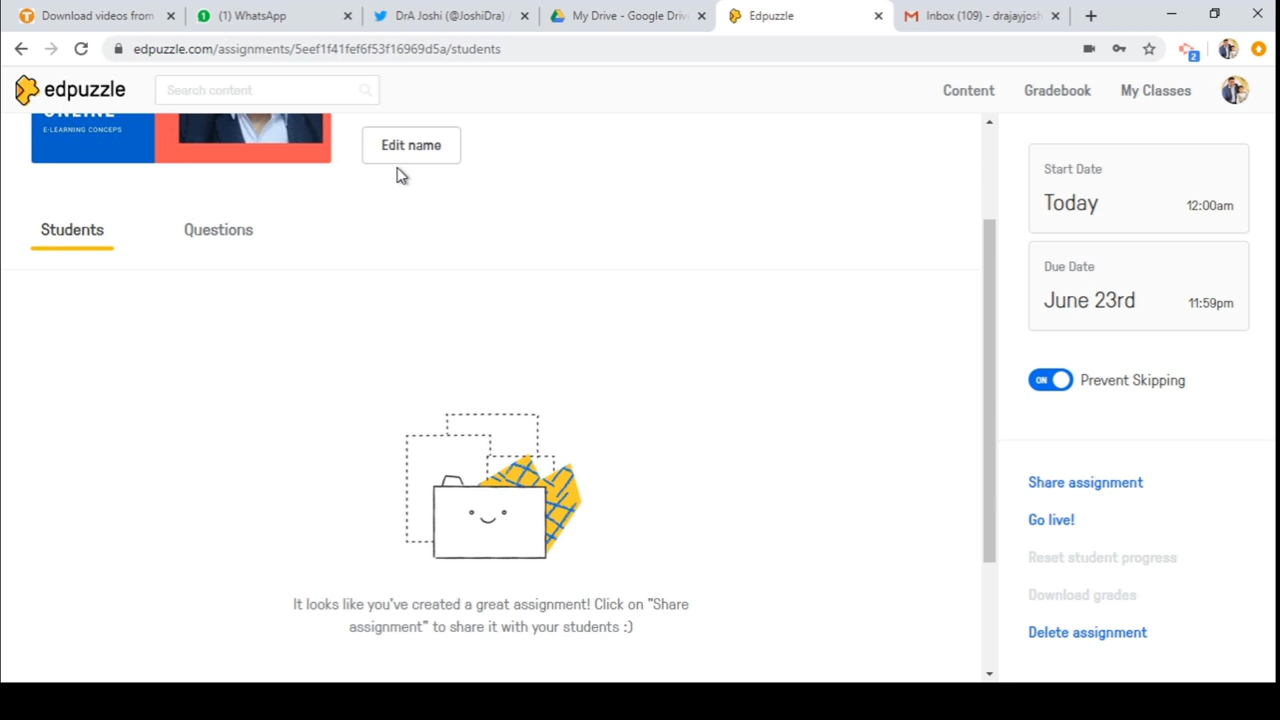 Download videos from
(1) WhatsApp
DrA Joshi (@JoshiDra) /
My Drive - Google Driv
Edpuzzle
Inbox (109) - drajayjosh
edpuzzle.com/assignments/5eef1f41fef6f53f16969d5a/students
2
edpuzzle
Search content
Content
Gradebook
My Classes
ONLINE
E-LEARNING CONCEPS
Edit name
Students
Questions
Start Date
Today 12:00am
Due Date
June 23rd 11:59pm
ON Prevent Skipping
Share assignment
Go live!
Reset student progress
Download grades
Delete assignment
It looks like you've created a great assignment! Click on "Share
assignment" to share it with your students :)